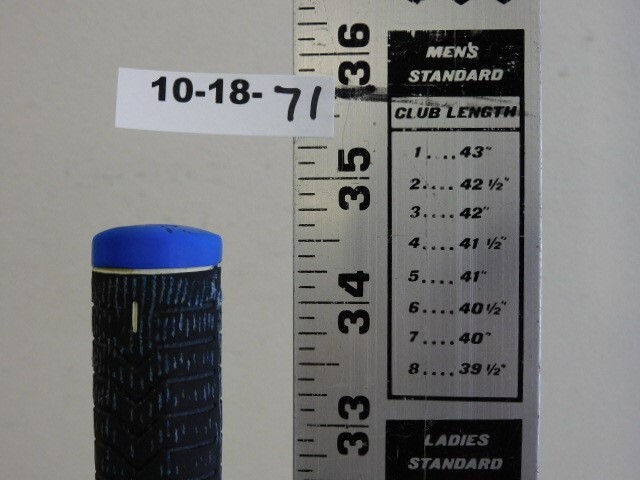 10-18-71
36
35
34
33
MEN'S
STANDARD
CLUB LENGTH
1....43"
2....42 1/2"
3....42"
4....41 1/2"
5....41"
6....40 1/2"
7....40"
8....39 1/2"
LADIES
STANDARD